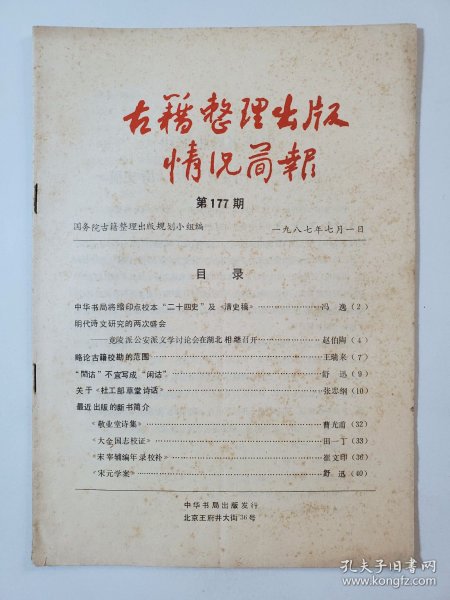 古籍整理出版
情况简报
第177期
国务院古籍整理出版规划小组编 一九八七年七月一日
目录
中华书局将缩印点校本“二十四史”及《清史稿》 冯逸(2)
明代诗文研究的两次盛会
——竟陵派公安派文学讨论会在湖北相继召开 赵伯陶(4)
略论古籍校勘的范围 王瑞来(7)
“閒诂”不宜写成“闲诂” 舒迅(9)
关于《杜工部草堂诗话》 张忠纲(10)
最近出版的新书简介
《敬业堂诗集》 曹光甫(32)
《大金国志校证》 田一丁(33)
《宋宰辅编年录校补》 崔文印(36)
《宋元学案》 舒迅(40)
中华书局出版发行
北京王府井大街36号
孔夫子旧书网
www.kongfz.com